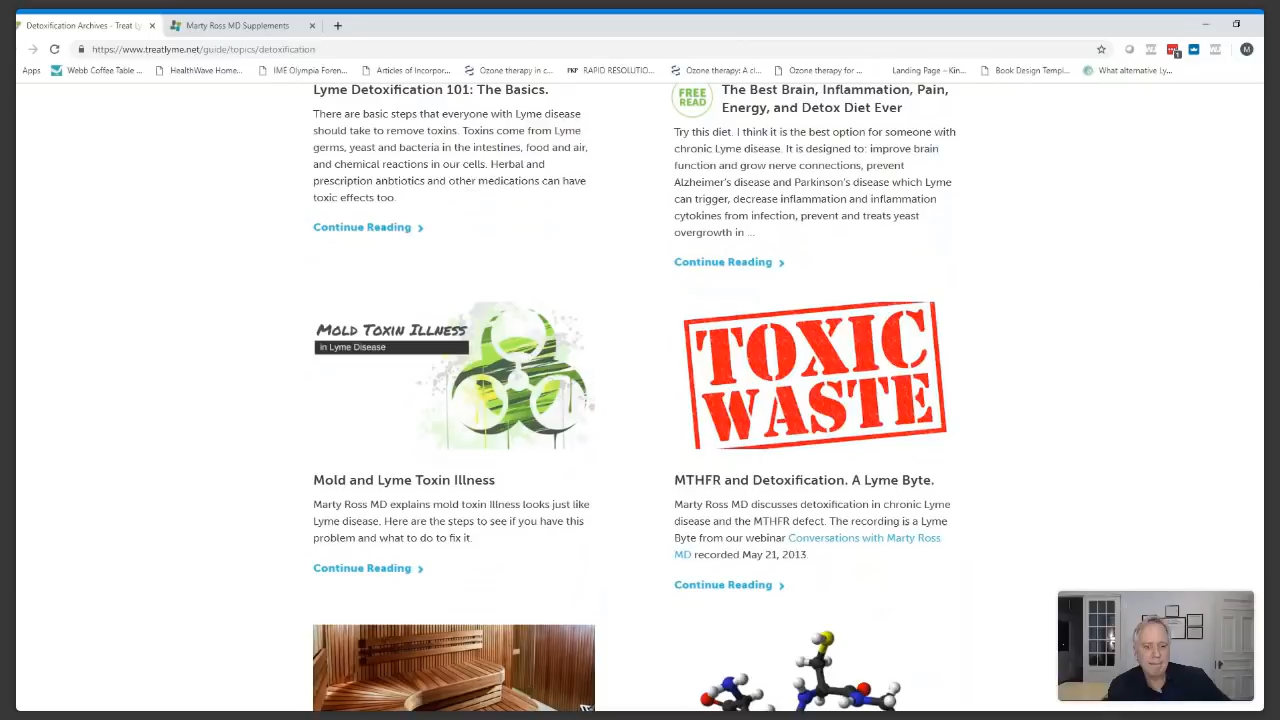 Detoxification Archives - Treat Ly
Marty Ross MD Supplements
https://www.treatlyme.net/guide/topics/detoxification
Apps
Webb Coffee Table ...
HealthWave Home...
IME Olympia Foren...
Articles of Incorpor...
Ozone therapy in c...
RAPID RESOLUTIO...
Ozone therapy: A cl...
Ozone therapy for ...
Landing Page – Kin...
Book Design Templ...
What alternative Ly...
1
M
Lyme Detoxification 101: The Basics.
There are basic steps that everyone with Lyme disease
should take to remove toxins. Toxins come from Lyme
germs, yeast and bacteria in the intestines, food and air,
and chemical reactions in our cells. Herbal and
prescription anbtiotics and other medications can have
toxic effects too.
Continue Reading
FREE
READ
The Best Brain, Inflammation, Pain,
Energy, and Detox Diet Ever
Try this diet. I think it is the best option for someone with
chronic Lyme disease. It is designed to: improve brain
function and grow nerve connections, prevent
Alzheimer's disease and Parkinson's disease which Lyme
can trigger, decrease inflammation and inflammation
cytokines from infection, prevent and treats yeast
overgrowth in ...
Continue Reading
MOLD TOXIN ILLNESS
in Lyme Disease
Mold and Lyme Toxin Illness
Marty Ross MD explains mold toxin Illness looks just like
Lyme disease. Here are the steps to see if you have this
problem and what to do to fix it.
Continue Reading
TOXIC
WASTE
MTHFR and Detoxification. A Lyme Byte.
Marty Ross MD discusses detoxification in chronic Lyme
disease and the MTHFR defect. The recording is a Lyme
Byte from our webinar Conversations with Marty Ross
MD recorded May 21, 2013.
Continue Reading